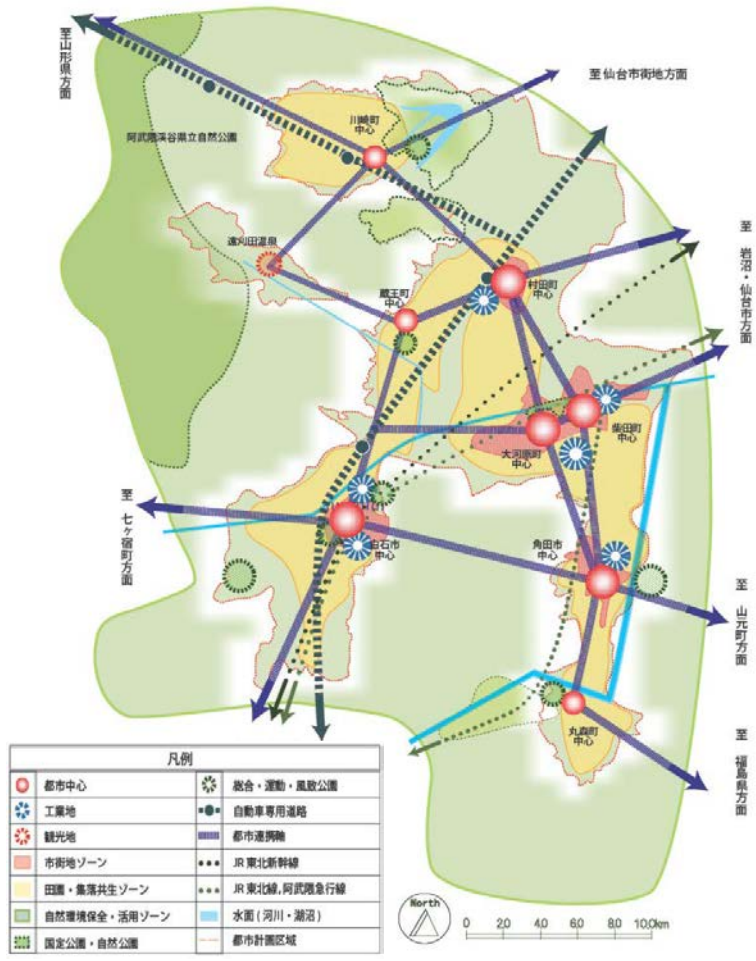 至山形県方面
至仙台市街地方面
川崎町
中心
阿武隈渓谷県立自然公園
遠刈田温泉
蔵王町
中心
村田町
中心
至 岩沼・仙台市方面
柴田町
中心
大河原町
中心
至 七ヶ宿町方面
白石市
中心
角田市
中心
至 山元町方面
丸森町
中心
至 福島県方面
凡例
都市中心
総合・運動・風致公園
工業地
自動車専用道路
観光地
都市連携軸
市街地ゾーン
JR東北新幹線
田園・集落共生ゾーン
JR東北線,阿武隈急行線
自然環境保全・活用ゾーン
水面(河川・湖沼)
国定公園・自然公園
都市計画区域
North
0 2.0 4.0 6.0 8.0 10.0km